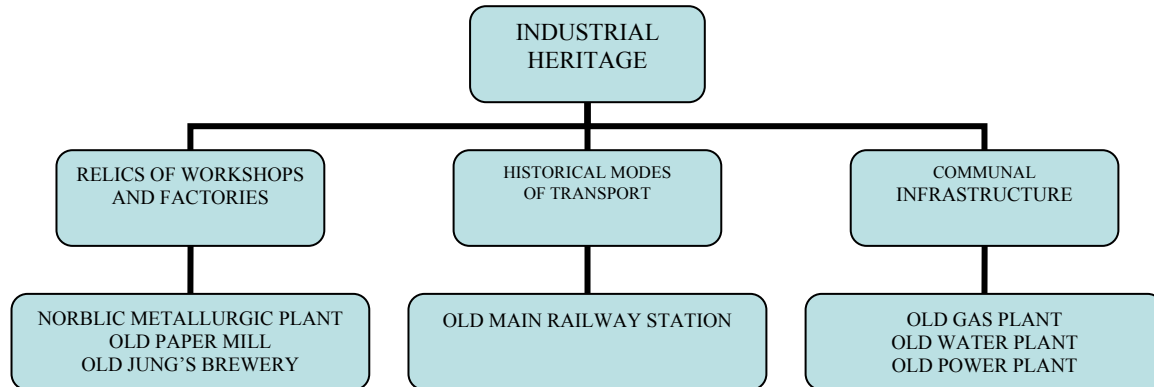 INDUSTRIAL
HERITAGE
RELICS OF WORKSHOPS
AND FACTORIES
HISTORICAL MODES
OF TRANSPORT
COMMUNAL
INFRASTRUCTURE
NORBLIC METALLURGIC PLANT
OLD PAPER MILL
OLD JUNG’S BREWERY
OLD MAIN RAILWAY STATION
OLD GAS PLANT
OLD WATER PLANT
OLD POWER PLANT